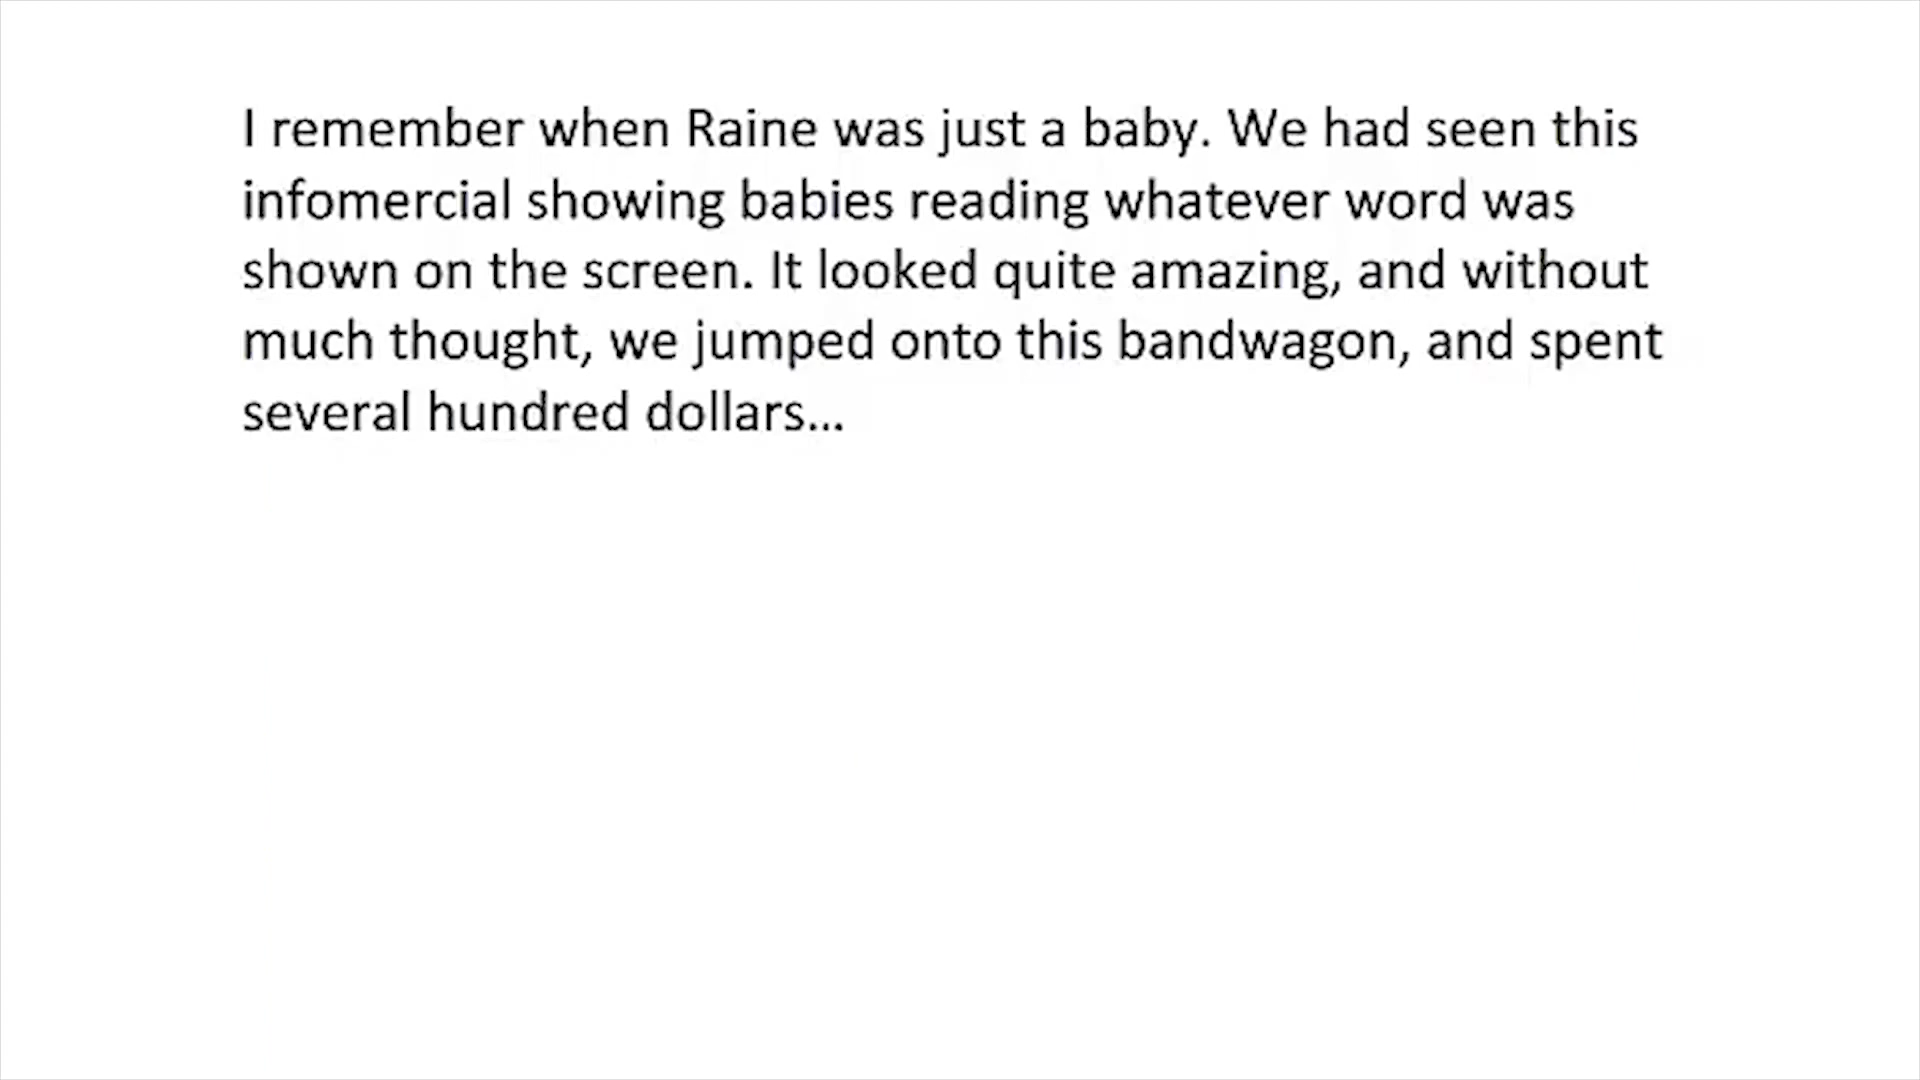 I remember when Raine was just a baby. We had seen this
infomercial showing babies reading whatever word was
shown on the screen. It looked quite amazing, and without
much thought, we jumped onto this bandwagon, and spent
several hundred dollars...